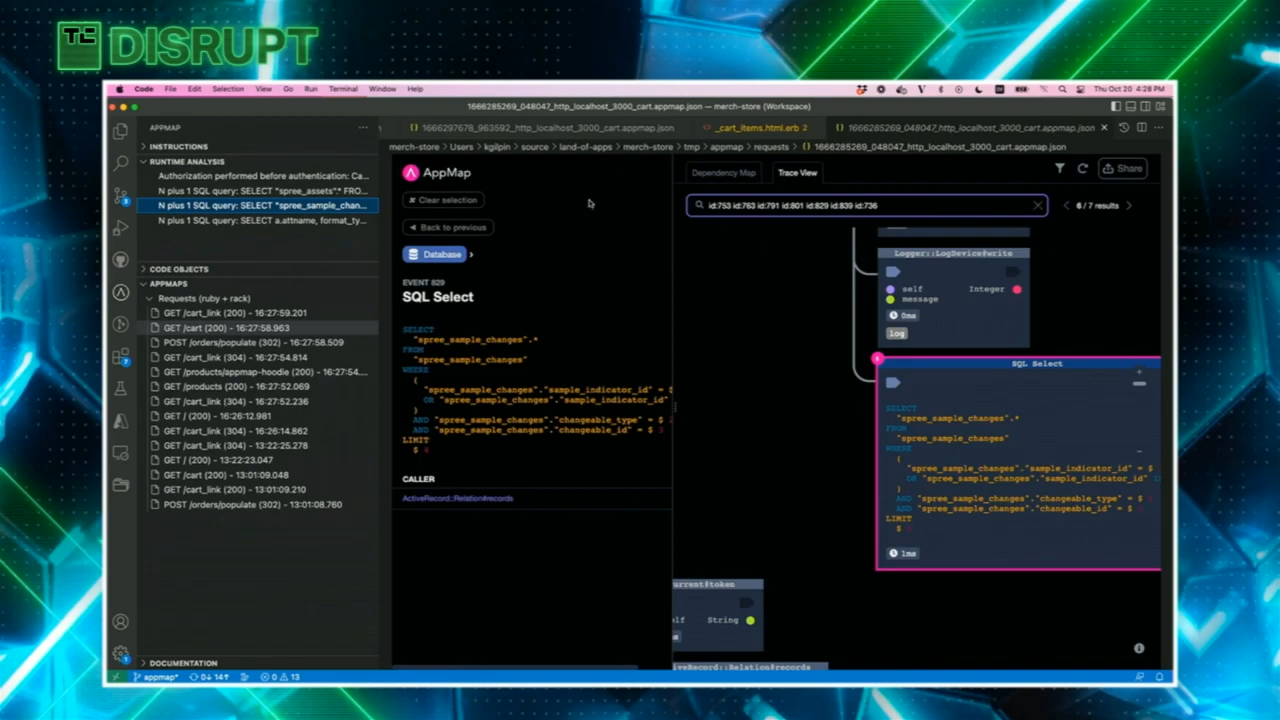 TC DISRUPT
Code File Edit Selection View Go Run Terminal Window Help Thu Oct 20 4:28 PM
1666285269_048047_http_localhost_3000_cart.appmap.json — merch-store (Workspace)
APPMAP ···
INSTRUCTIONS
RUNTIME ANALYSIS
Authorization performed before authentication: Ca...
N plus 1 SQL query: SELECT "spree_assets".* FRO...
N plus 1 SQL query: SELECT "spree_sample_chan...
N plus 1 SQL query: SELECT a.attname, format_ty...
CODE OBJECTS
APPMAPS
Requests (ruby + rack)
GET /cart_link (200) - 16:27:59.201
GET /cart (200) - 16:27:58.963
POST /orders/populate (302) - 16:27:58.509
GET /cart_link (304) - 16:27:54.814
GET /products/appmap-hoodie (200) - 16:27:54....
GET /products (200) - 16:27:52.069
GET /cart_link (304) - 16:27:52.236
GET / (200) - 16:26:12.981
GET /cart_link (304) - 16:26:14.862
GET /cart_link (304) - 13:22:25.278
GET / (200) - 13:22:23.047
GET /cart (200) - 13:01:09.048
GET /cart_link (200) - 13:01:09.210
POST /orders/populate (302) - 13:01:08.760
DOCUMENTATION
1666297678_963592_http_localhost_3000_cart.appmap.json
_cart_items.html.erb 2
1666285269_048047_http_localhost_3000_cart.appmap.json
merch-store > Users > kgilpin > source > land-of-apps > merch-store > tmp > appmap > requests > 1666285269_048047_http_localhost_3000_cart.appmap.json
AppMap
Clear selection
Back to previous
Database
EVENT 829
SQL Select
SELECT
"spree_sample_changes".*
FROM
"spree_sample_changes"
WHERE
(
"spree_sample_changes"."sample_indicator_id" = $
OR "spree_sample_changes"."sample_indicator_id"
)
AND "spree_sample_changes"."changeable_type" = $
AND "spree_sample_changes"."changeable_id" = $ 3
LIMIT
$ 4
CALLER
ActiveRecord::Relation#records
Dependency Map
Trace View
Share
id:753 id:763 id:791 id:801 id:829 id:839 id:736
6 / 7 results
Logger::LogDevice#write
self Integer
message
0ms
log
SQL Select
SELECT
"spree_sample_changes".*
FROM
"spree_sample_changes"
WHERE
(
"spree_sample_changes"."sample_indicator_id" = $
OR "spree_sample_changes"."sample_indicator_id"
)
AND "spree_sample_changes"."changeable_type" = $
AND "spree_sample_changes"."changeable_id" = $
LIMIT
$
1ms
urrent#token
elf String
iveRecord::Relation#records
appmap* 0↓ 14↑ 0 13